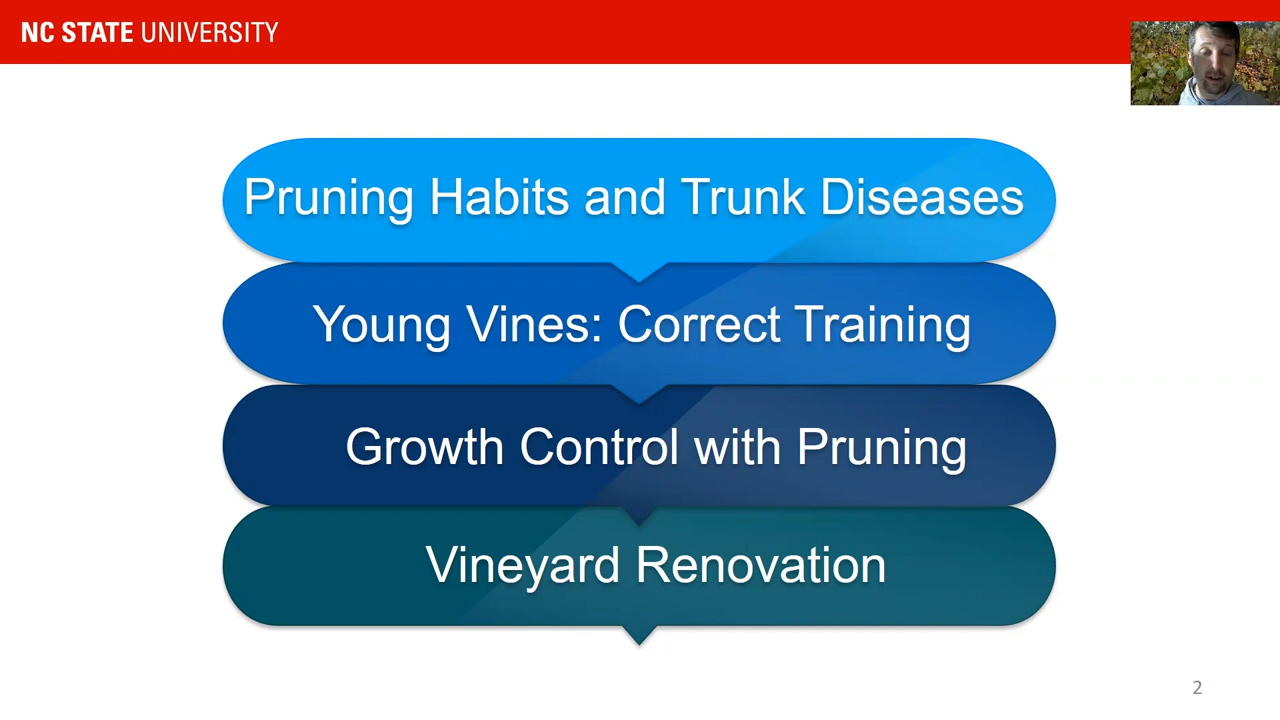 NC STATE UNIVERSITY
Pruning Habits and Trunk Diseases
Young Vines: Correct Training
Growth Control with Pruning
Vineyard Renovation
2